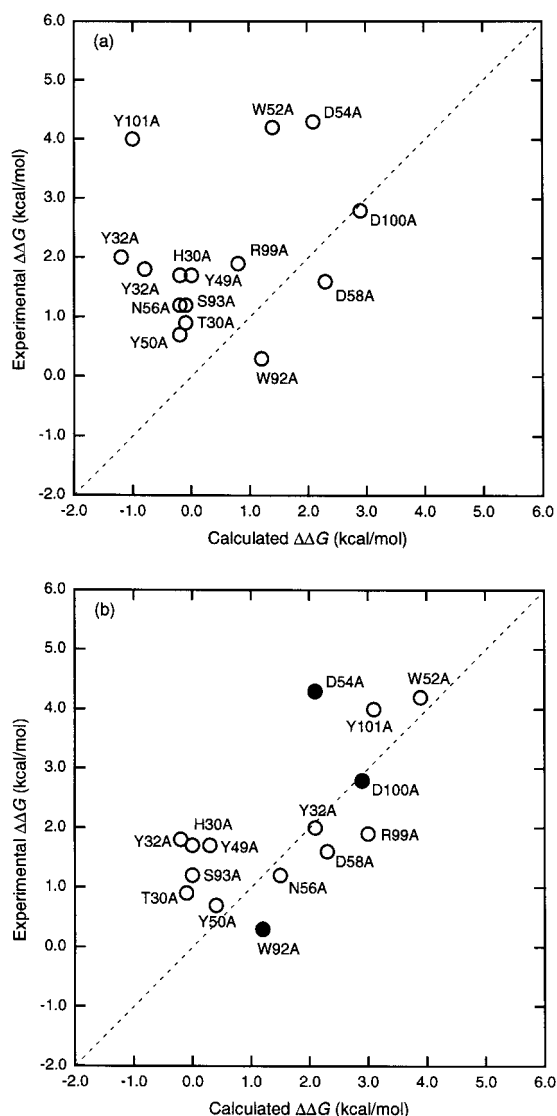 6.0
(a)
5.0
W52A
D54A
Y101A
4.0
3.0
D100A
Y32A
H30A
R99A
2.0
Y49A
Y32A
D58A
N56A
S93A
1.0
T30A
Y50A
W92A
0.0
-1.0
-2.0
Experimental ΔΔG (kcal/mol)
-2.0 -1.0 0.0 1.0 2.0 3.0 4.0 5.0 6.0
Calculated ΔΔG (kcal/mol)
6.0
(b)
5.0
D54A
W52A
4.0
Y101A
3.0
D100A
Y32A
H30A
2.0
Y32A
Y49A
R99A
D58A
S93A
N56A
1.0
T30A
Y50A
W92A
0.0
-1.0
-2.0
Experimental ΔΔG (kcal/mol)
-2.0 -1.0 0.0 1.0 2.0 3.0 4.0 5.0 6.0
Calculated ΔΔG (kcal/mol)